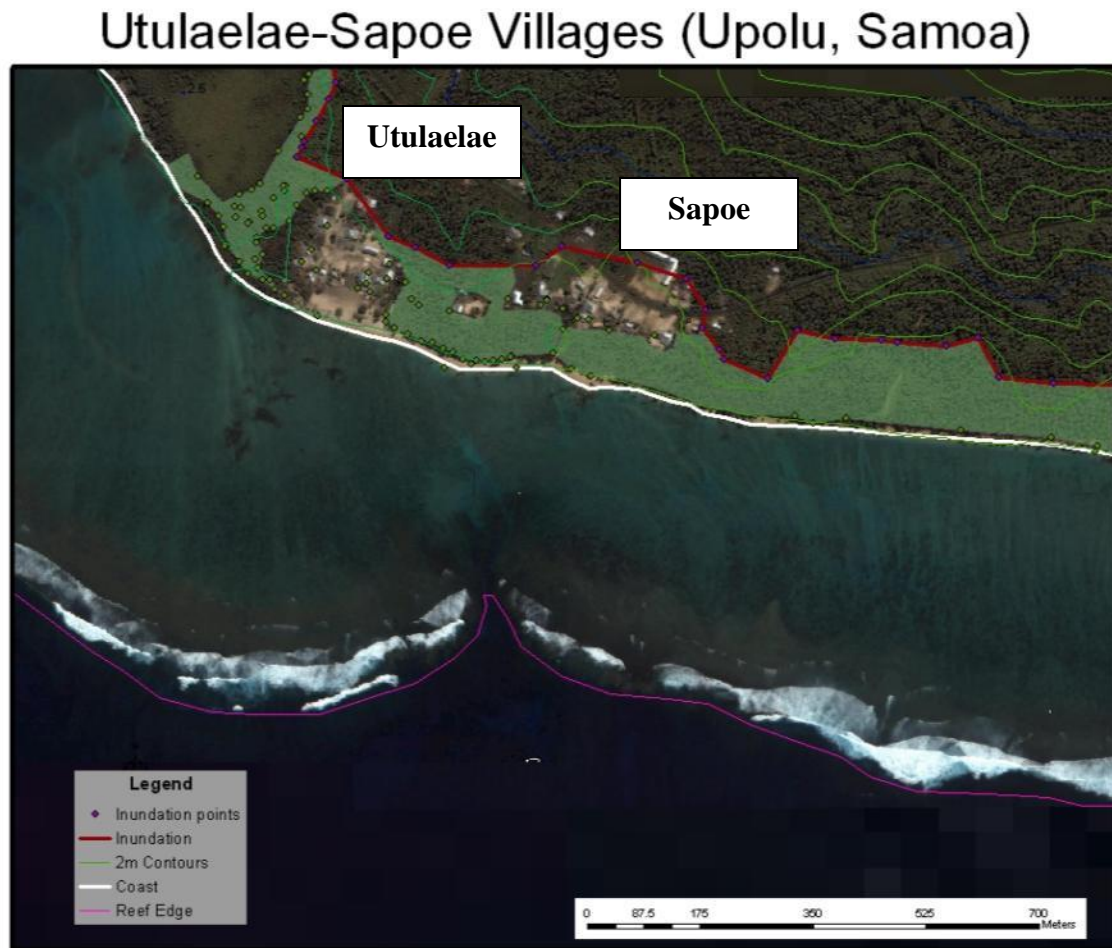 Utulaelae-Sapoe Villages (Upolu, Samoa)
Utulaelae
Sapoe
Legend
Inundation points
Inundation
2m Contours
Coast
Reef Edge
0 87.5 175 350 525 700
Meters